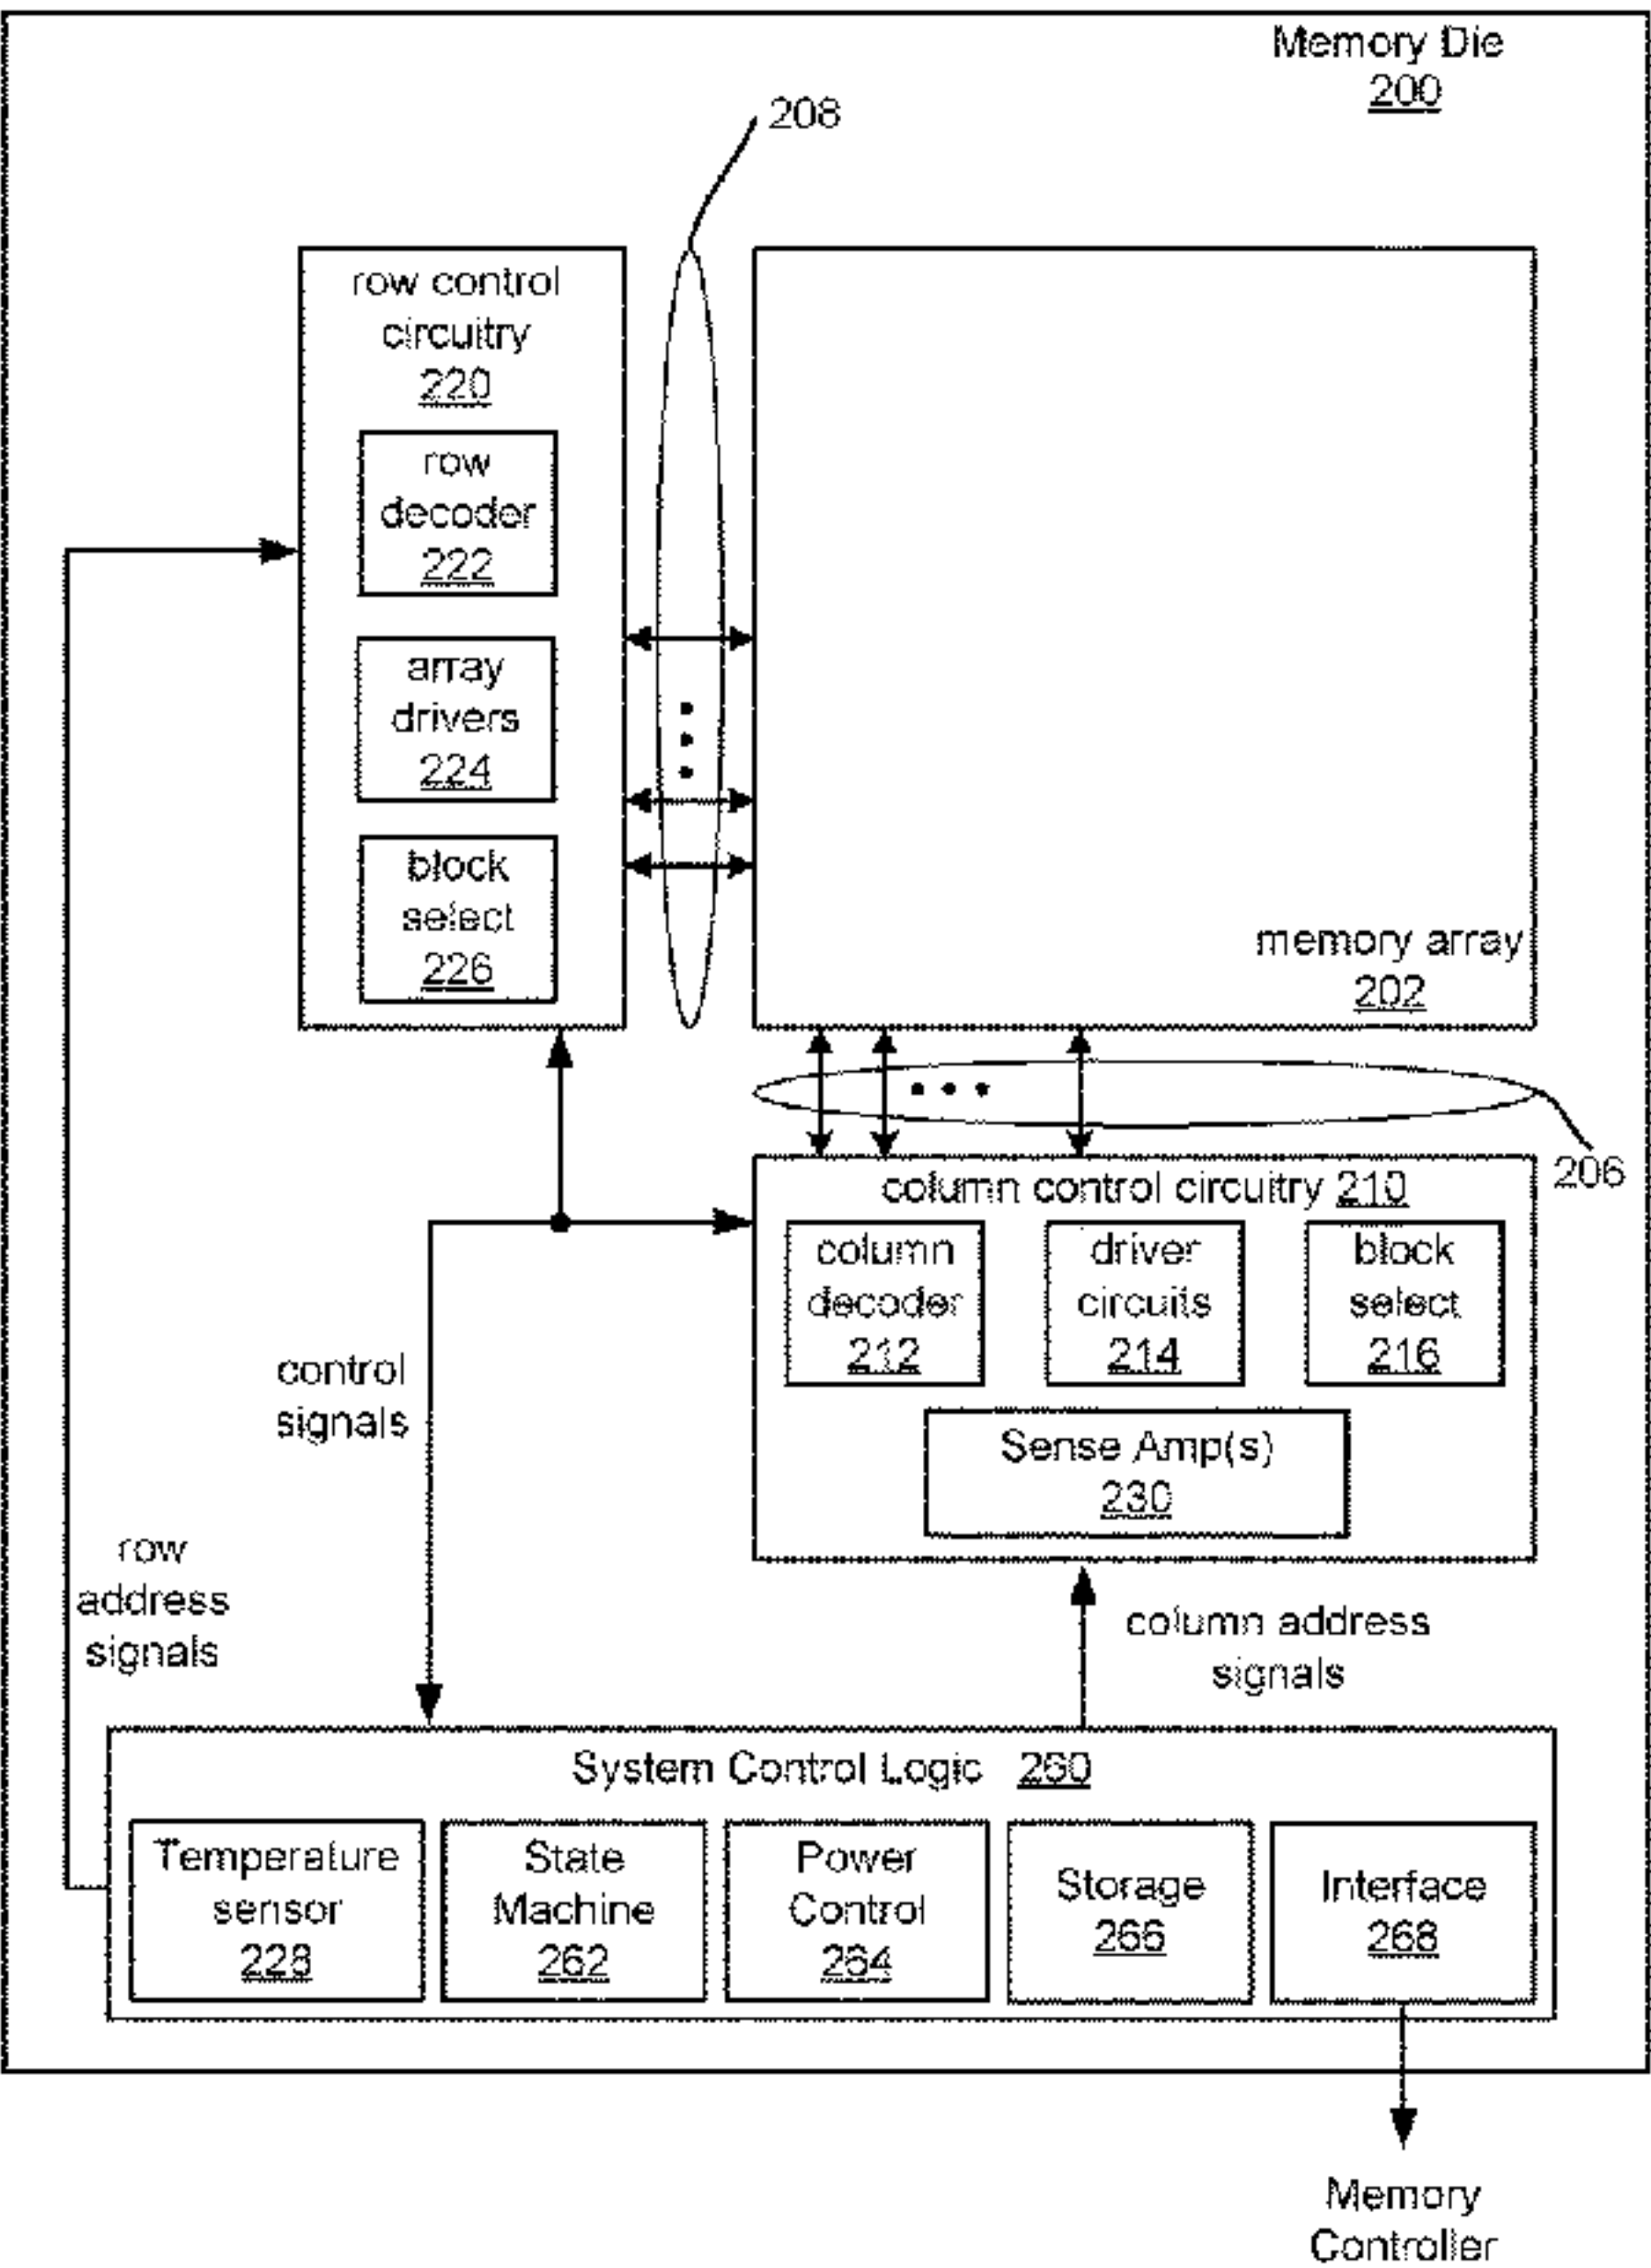 Memory Die
200
208
row control
circuitry
220
row
decoder
222
array
drivers
224
block
select
226
memory array
202
206
column control circuitry 210
column
decoder
212
driver
circuits
214
block
select
216
Sense Amp(s)
230
control
signals
row
address
signals
column address
signals
System Control Logic 260
Temperature
sensor
228
State
Machine
262
Power
Control
264
Storage
266
Interface
268
Memory
Controller